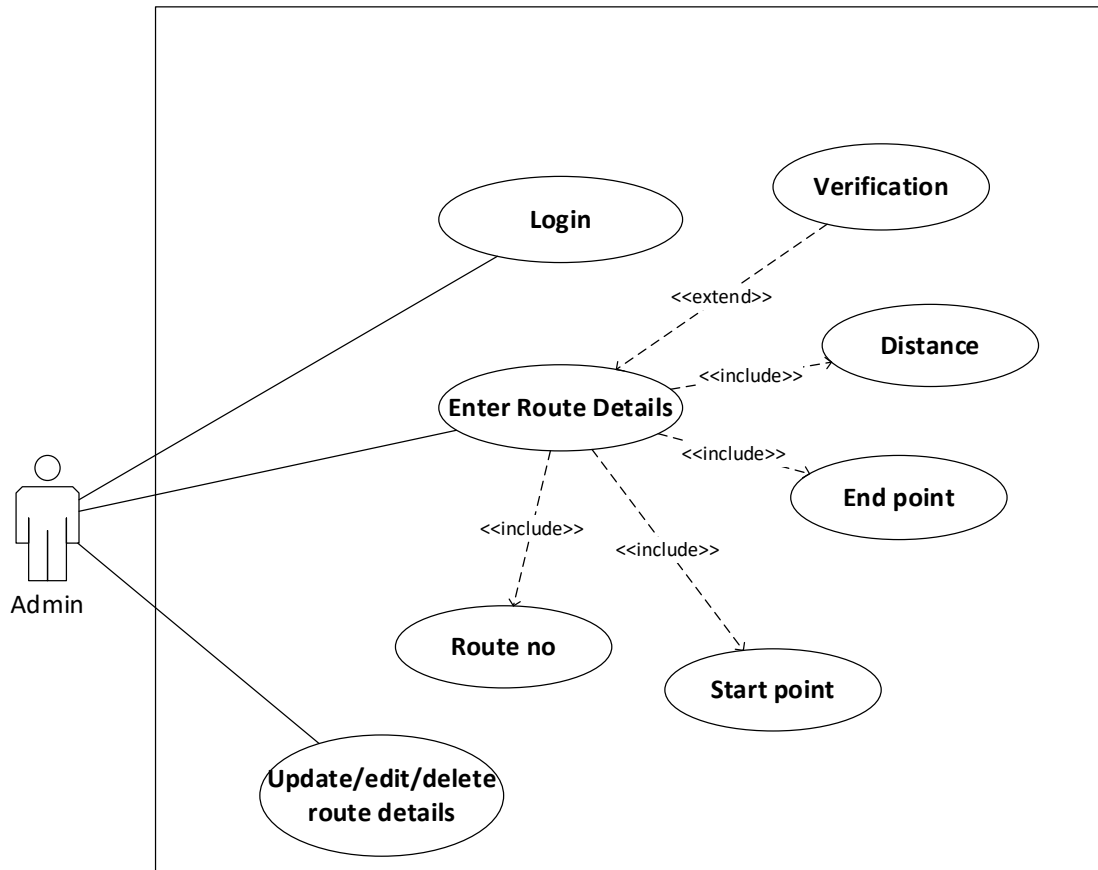 Verification
Login
<<extend>>
Distance
<<include>>
Enter Route Details
<<include>>
End point
<<include>>
<<include>>
Admin
Route no
Start point
Update/edit/delete
route details